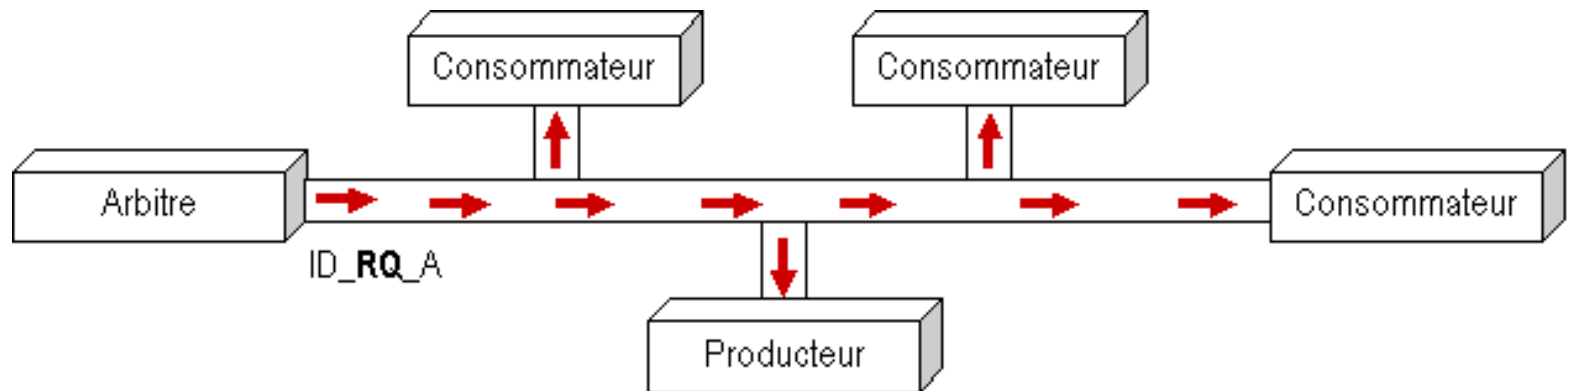 Consommateur
Consommateur
Arbitre
Consommateur
ID_RQ_A
Producteur